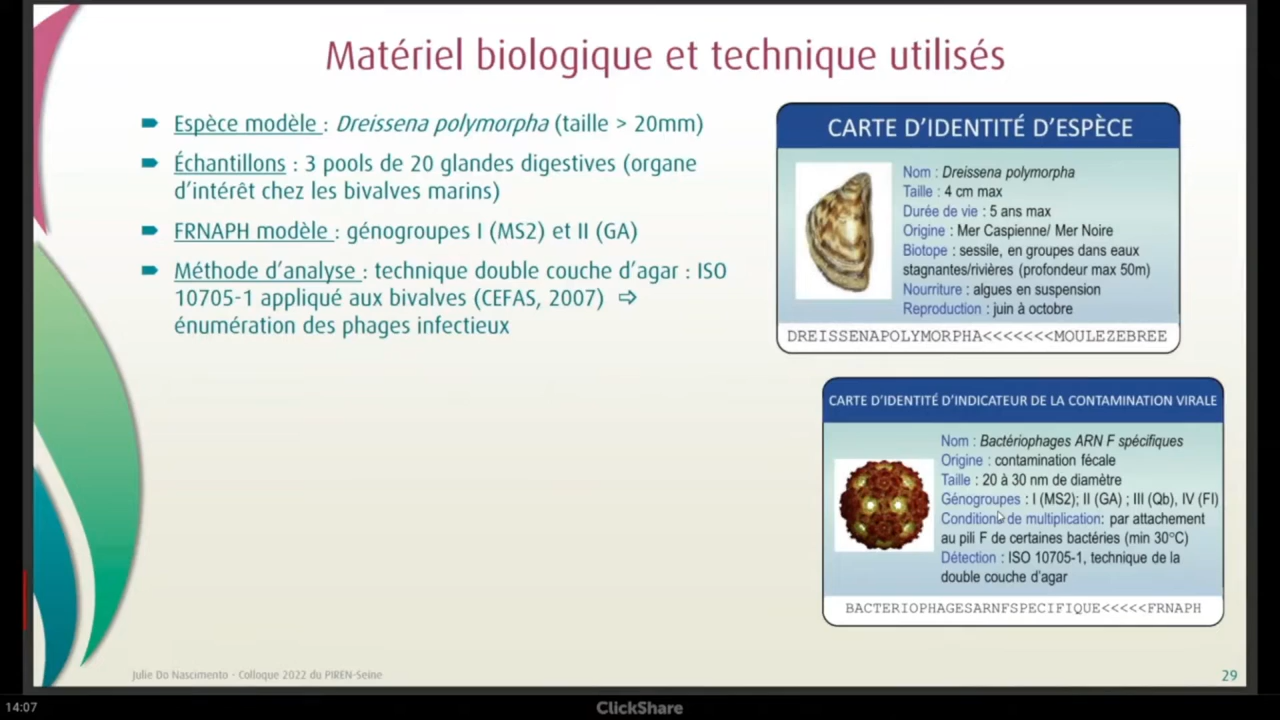 Matériel biologique et technique utilisés
Espèce modèle : Dreissena polymorpha (taille > 20mm)
Échantillons : 3 pools de 20 glandes digestives (organe
d'intérêt chez les bivalves marins)
FRNAPH modèle : génogroupes I (MS2) et II (GA)
Méthode d'analyse : technique double couche d'agar : ISO
10705-1 appliqué aux bivalves (CEFAS, 2007) ⇨
énumération des phages infectieux
CARTE D'IDENTITÉ D'ESPÈCE
Nom : Dreissena polymorpha
Taille : 4 cm max
Durée de vie : 5 ans max
Origine : Mer Caspienne/ Mer Noire
Biotope : sessile, en groupes dans eaux
stagnantes/rivières (profondeur max 50m)
Nourriture : algues en suspension
Reproduction : juin à octobre
DREISSENAPOLYMORPHA<<<<<<<MOULEZEBREE
CARTE D'IDENTITÉ D'INDICATEUR DE LA CONTAMINATION VIRALE
Nom : Bactériophages ARN F spécifiques
Origine : contamination fécale
Taille : 20 à 30 nm de diamètre
Génogroupes : I (MS2); II (GA) ; III (Qb), IV (FI)
Conditions de multiplication: par attachement
au pili F de certaines bactéries (min 30°C)
Détection : ISO 10705-1, technique de la
double couche d'agar
BACTERIOPHAGESARNFSPECIFIQUE<<<<<FRNAPH
Julie Do Nascimento - Colloque 2022 du PIREN-Seine
29
14:07
ClickShare